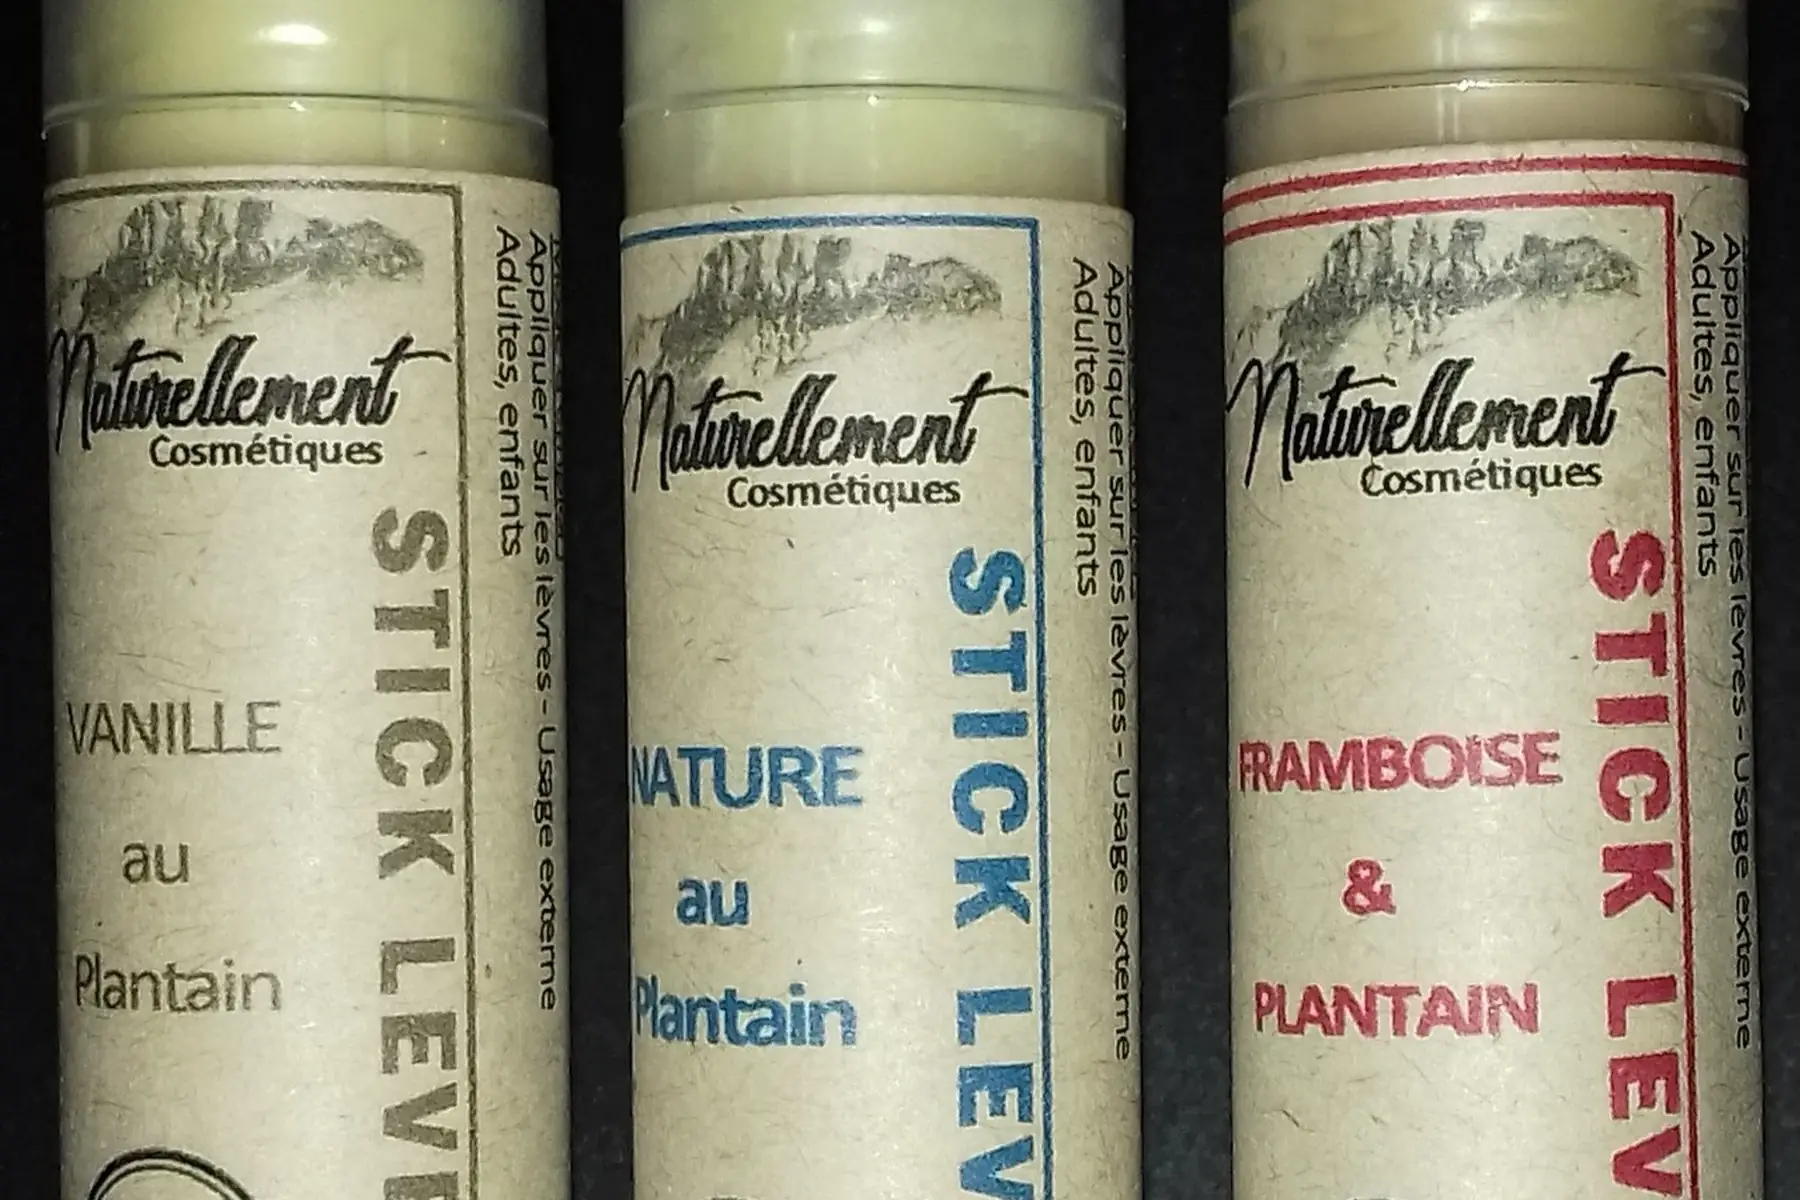 Naturellement
Cosmétiques
STICK LEVR
VANILLE
au
Plantain
Appliquer sur les lèvres - Usage externe
Adultes, enfants
Naturellement
Cosmétiques
STICK LEV
NATURE
au
Plantain
Appliquer sur les lèvres - Usage externe
Adultes, enfants
Naturellement
Cosmétiques
STICK LEV
FRAMBOISE
&
PLANTAIN
Appliquer sur les lèvres - Usage externe
Adultes, enfants